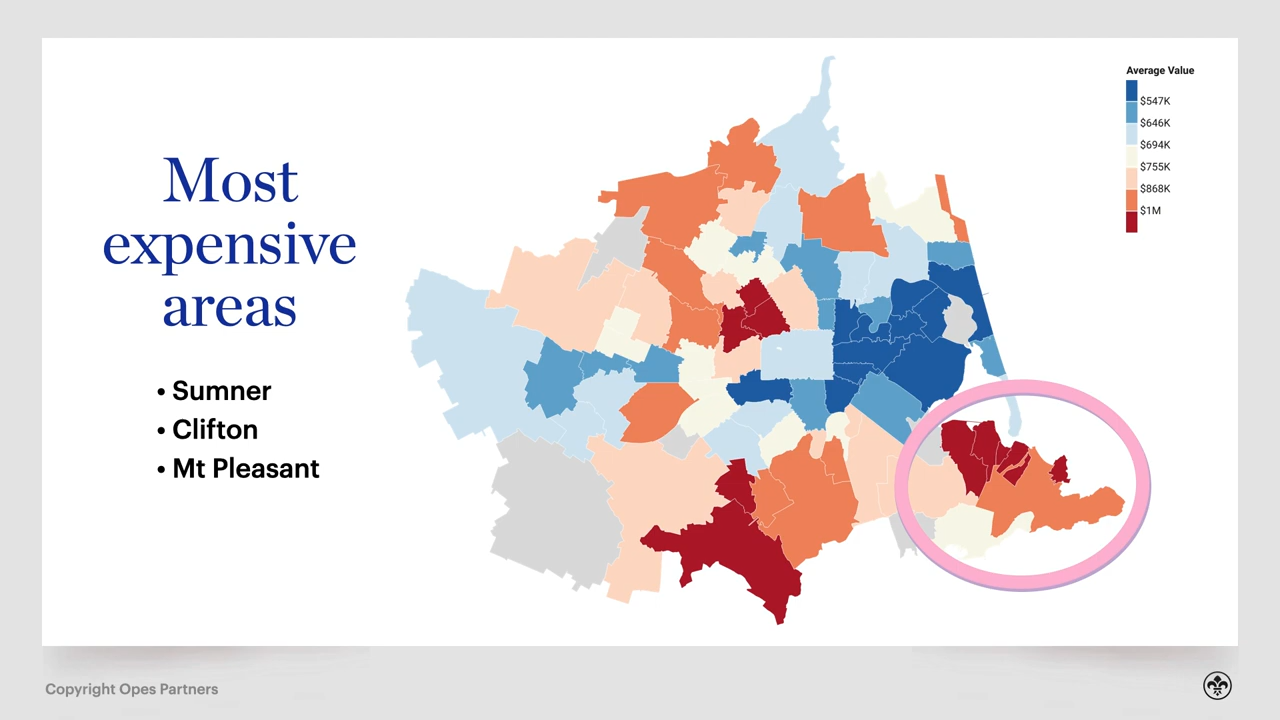 Most
expensive
areas
• Sumner
• Clifton
• Mt Pleasant
Average Value
$547K
$646K
$694K
$755K
$868K
$1M
Copyright Opes Partners